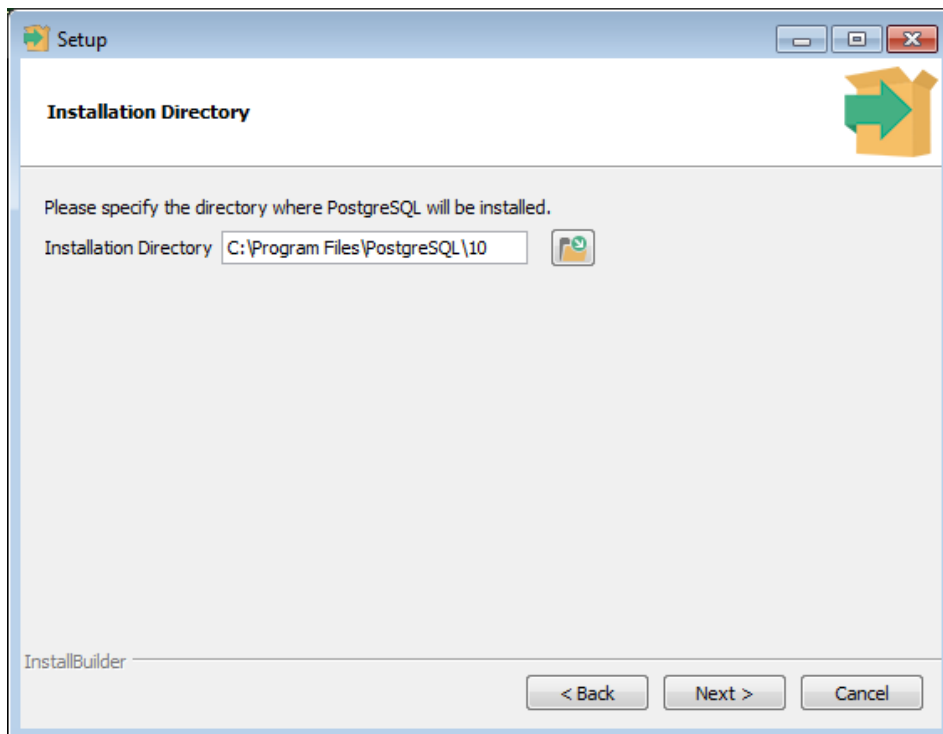 Setup
Installation Directory
Please specify the directory where PostgreSQL will be installed.
Installation Directory C:\Program Files\PostgreSQL\10
InstallBuilder
< Back Next > Cancel